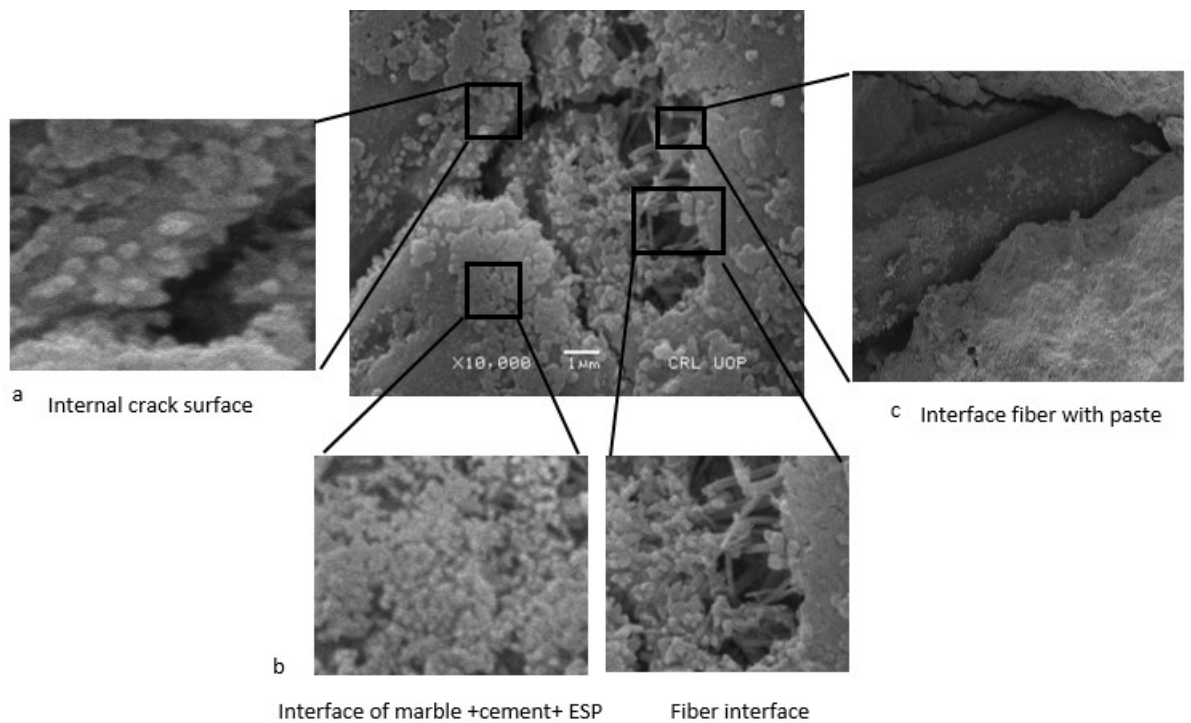 X10,000 1µm CRL UOP
a Internal crack surface
c Interface fiber with paste
b
Interface of marble +cement+ ESP
Fiber interface